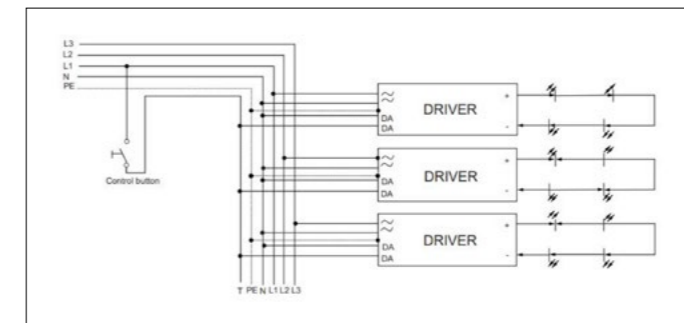 L3
L2
L1
N
PE
Control button
~
~
DA
DA
DRIVER
+
-
~
~
DA
DA
DRIVER
+
-
~
~
DA
DA
DRIVER
+
-
T PE N L1 L2 L3